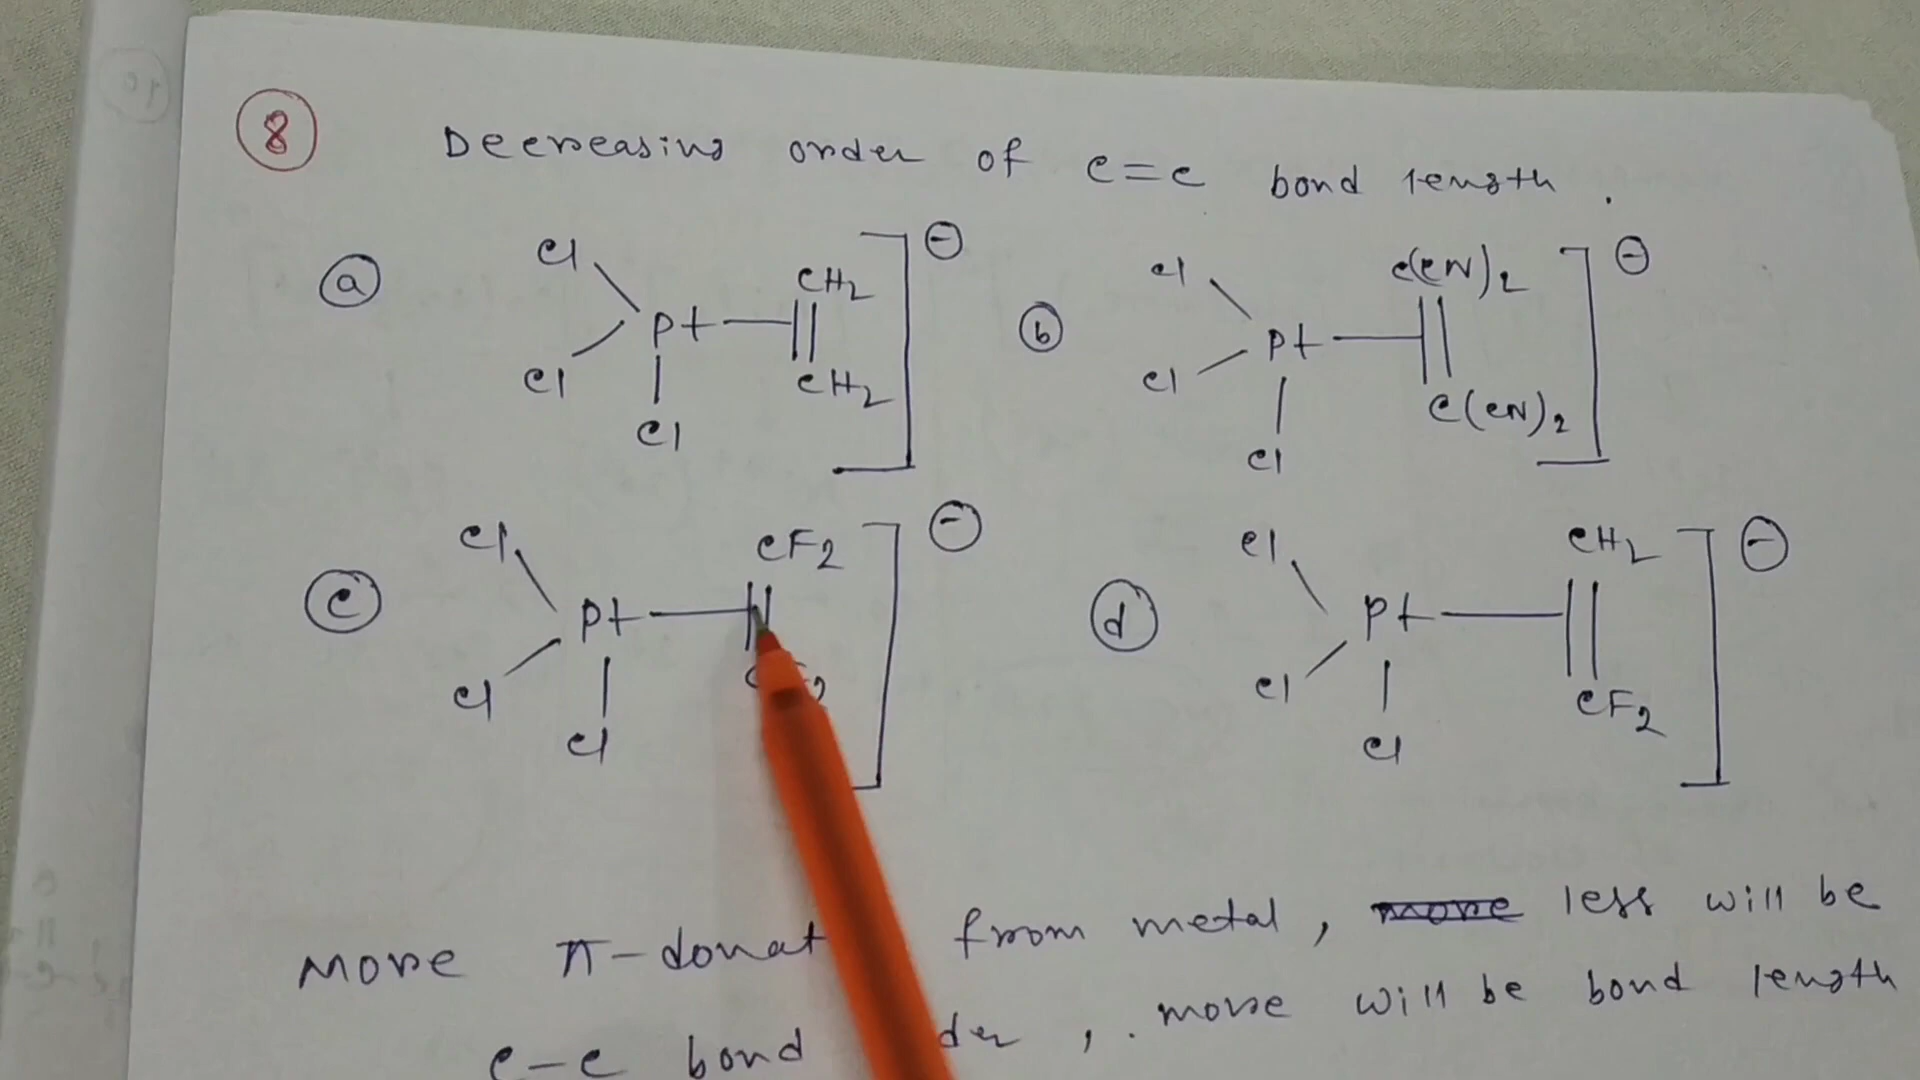 8 Decreasing order of c=c bond length.
a Cl Cl Pt Cl CH2 CH2 ⊖
b Cl Cl Pt Cl C(CN)2 C(CN)2 ⊖
c Cl Cl Pt Cl CF2 ⊖
d Cl Cl Pt Cl CH2 CF2 ⊖
More π-donat from metal, less will be
c-c bond , more will be bond length